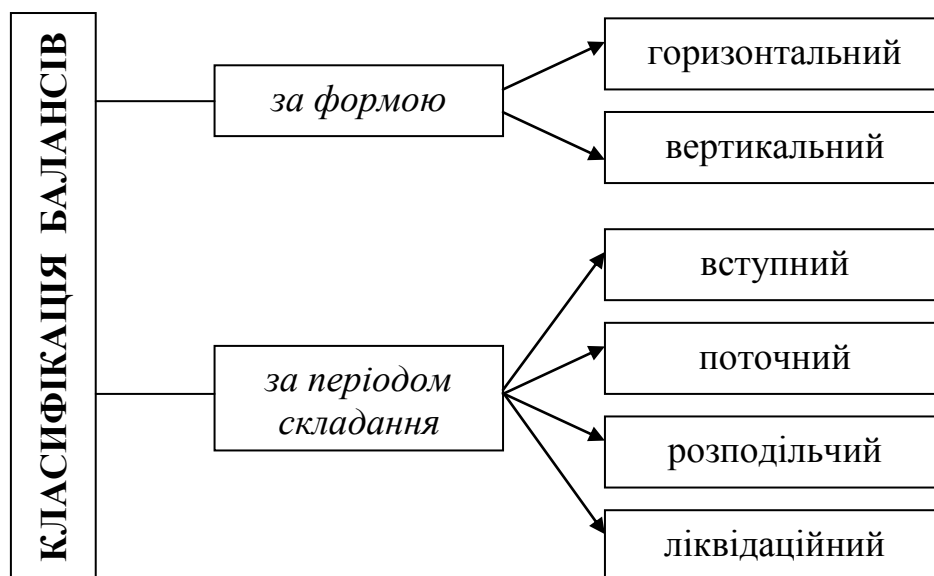 КЛАСИФІКАЦІЯ БАЛАНСІВ
за формою
горизонтальний
вертикальний
за періодом
складання
вступний
поточний
розподільчий
ліквідаційний